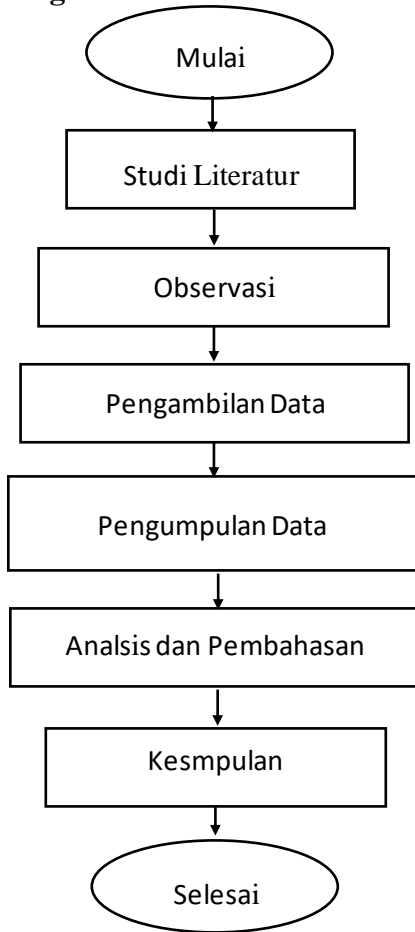 Mulai
Studi Literatur
Observasi
Pengambilan Data
Pengumpulan Data
Analsis dan Pembahasan
Kesmpulan
Selesai